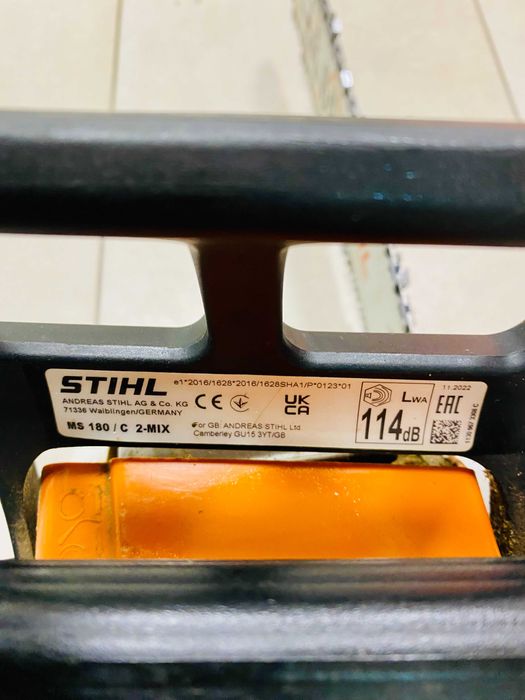 STIHL
ANDREAS STIHL AG & Co. KG
71336 Waiblingen/GERMANY
MS 180 / C 2-MIX
e1*2016/1628*2016/1628SHA1/P*0123*01
CE
UK
CA
For GB: ANDREAS STIHL Ltd
Camberley GU15 3YT/GB
LWA
114dB
11.2022
EAC